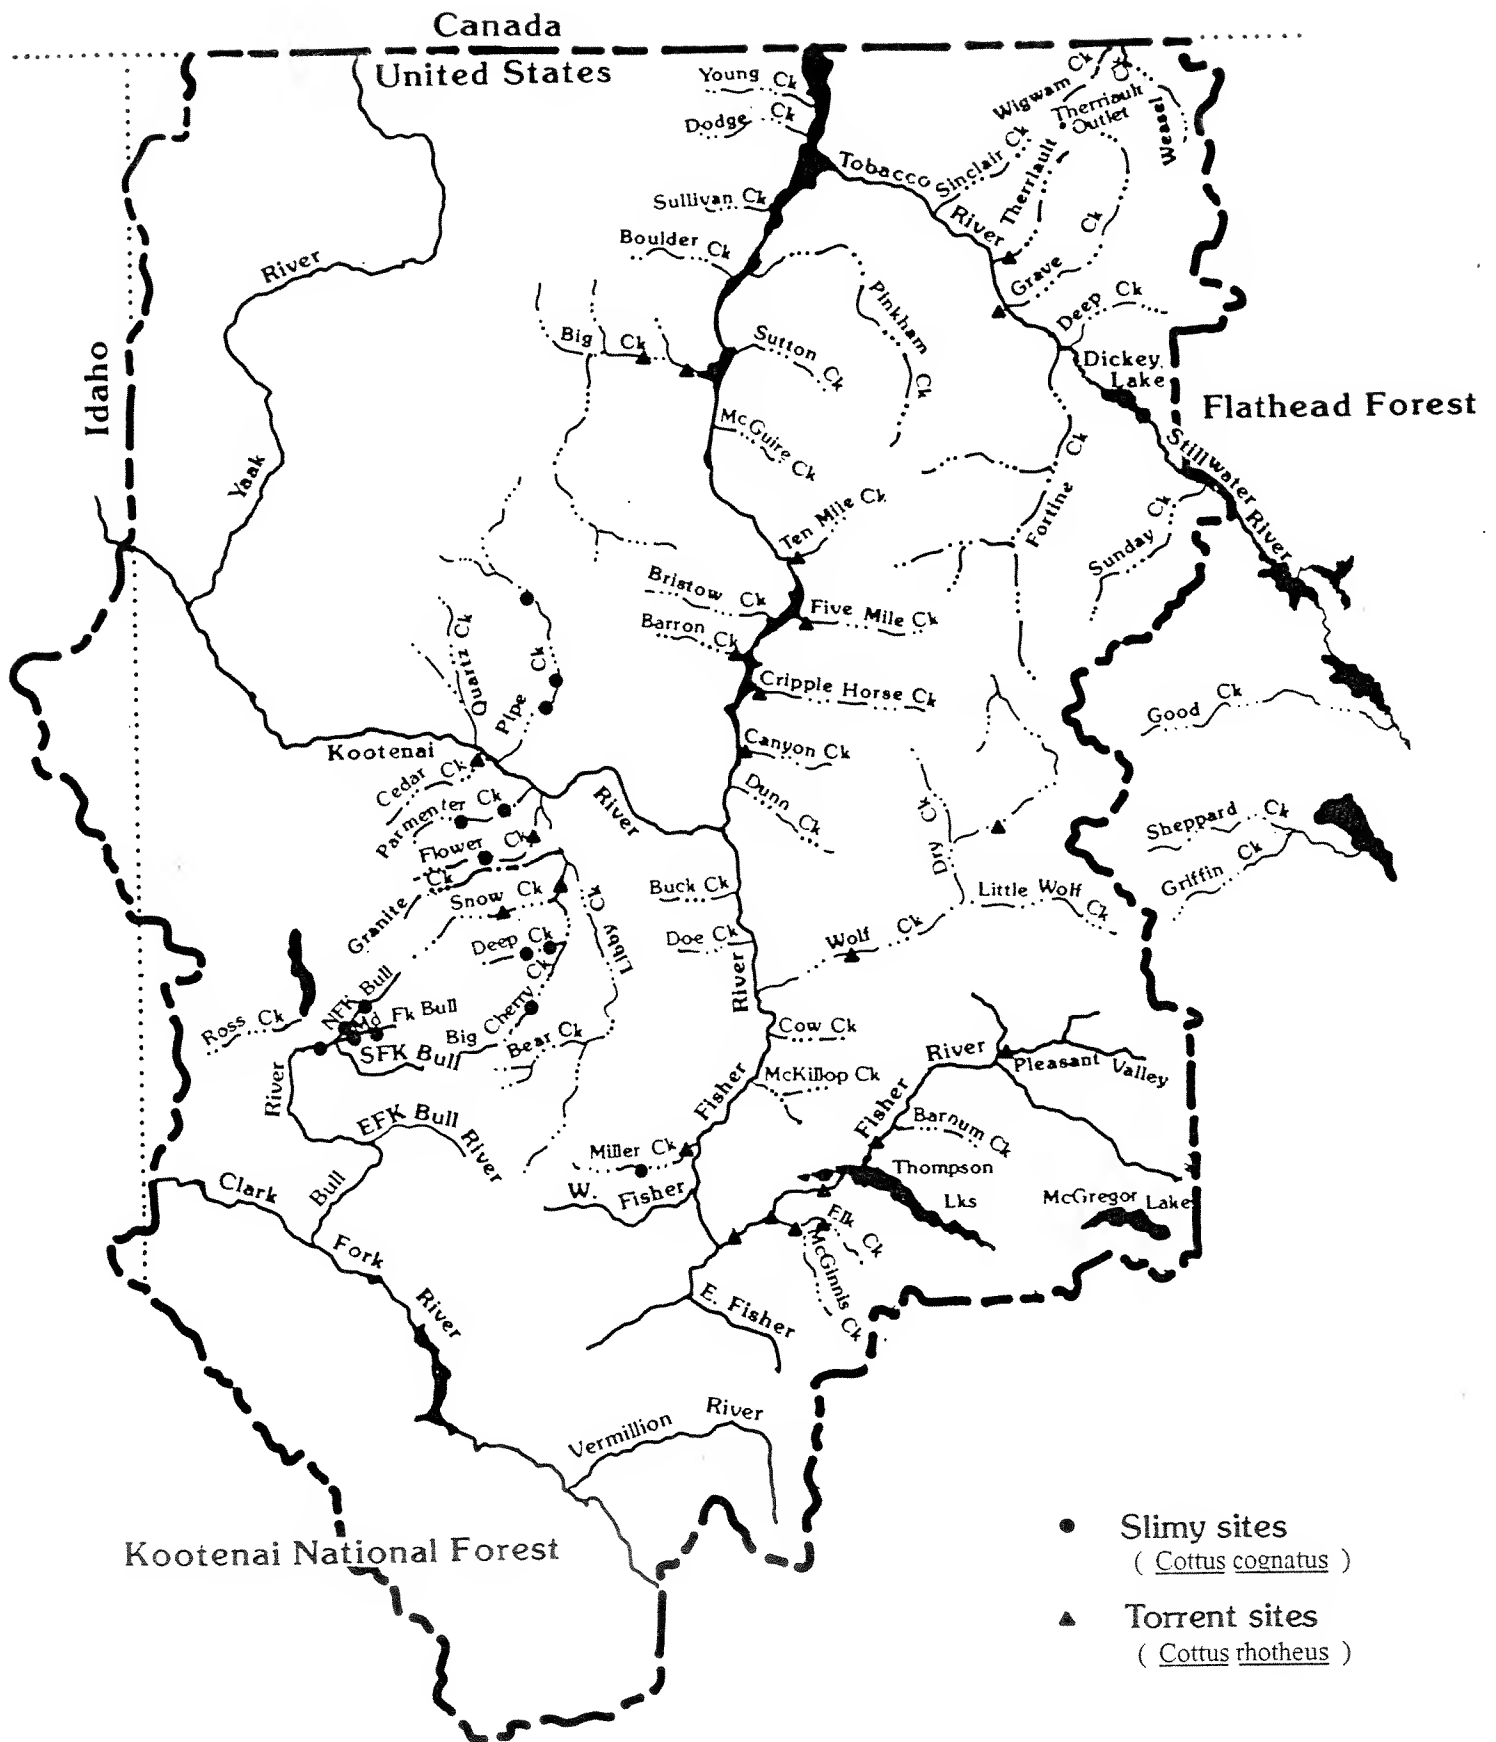 Canada
United States
Young Ck
Dodge Ck
Wigwam Ck
Ck
Therriault
Outlet
Weasel
Tobacco
River
Sinclair Ck
Therriault
Sullivan Ck
Boulder Ck
Grave Ck
Deep Ck
River
Yaak
Idaho
Big Ck
Pinkham Ck
Sutton Ck
Dickey
Lake
Flathead Forest
McGuire Ck
Stillwater River
Fortine Ck
Ten Mile Ck
Sunday Ck
Bristow Ck
Five Mile Ck
Barron Ck
Quartz Ck
Pipe Ck
Cripple Horse Ck
Good Ck
Kootenai
River
Canyon Ck
Cedar Ck
Dunn Ck
Parmenter Ck
Flower Ck
Dry Ck
Sheppard Ck
Griffin Ck
Granite Ck
Snow Ck
Libby Ck
Buck Ck
Little Wolf Ck
Deep Ck
Doe Ck
Wolf Ck
NFK Bull
Md Fk Bull
Ross Ck
SFK Bull
Big Cherry Ck
Bear Ck
River
Cow Ck
Fisher
McKillop Ck
River
Fisher
Pleasant Valley
River
EFK Bull River
Bull
Barnum Ck
Miller Ck
Thompson
Lks
W. Fisher
McGregor Lake
Clark
Fork
River
Elk Ck
McGinnis Ck
E. Fisher
Vermillion River
Kootenai National Forest
Slimy sites
( Cottus cognatus )
Torrent sites
( Cottus rhotheus )